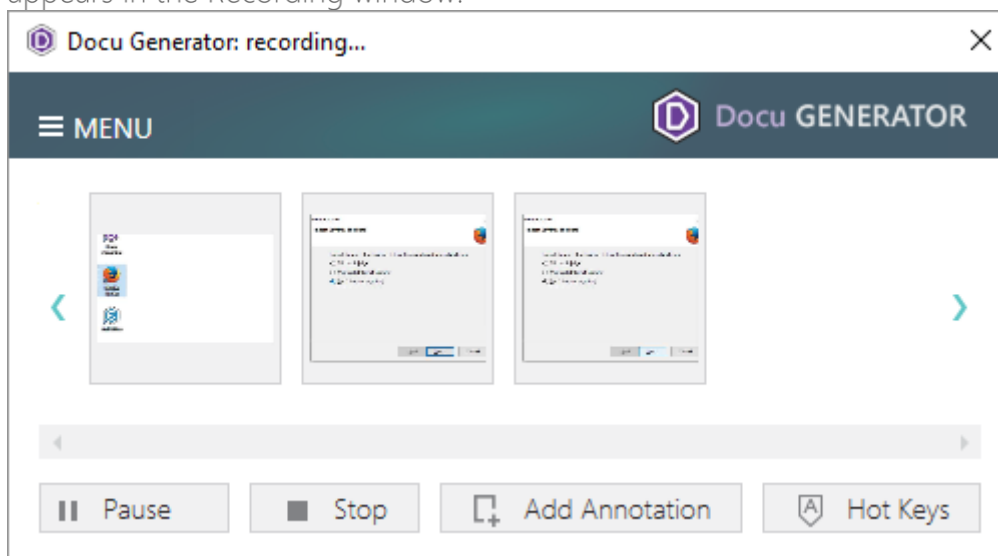 appears in the Recording window.
Docu Generator: recording...
MENU
Docu GENERATOR
Pause
Stop
Add Annotation
Hot Keys